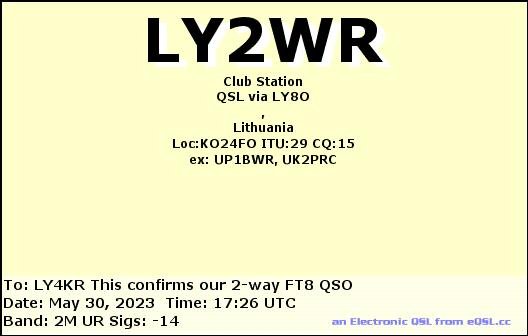 LY2WR
Club Station
QSL via LY8O
,
Lithuania
Loc:KO24FO ITU:29 CQ:15
ex: UP1BWR, UK2PRC
To: LY4KR This confirms our 2-way FT8 QSO
Date: May 30, 2023 Time: 17:26 UTC
Band: 2M UR Sigs: -14
an Electronic QSL from eQSL.cc